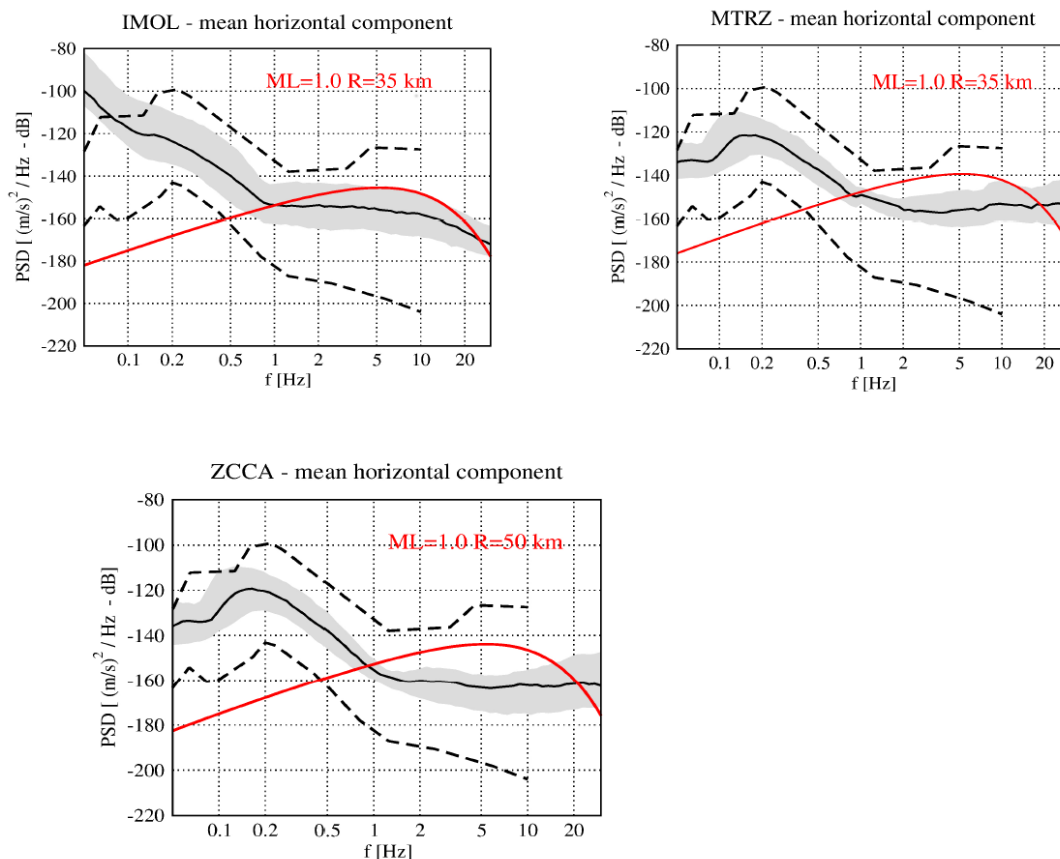 IMOL - mean horizontal component
ML=1.0 R=35 km
PSD [ (m/s)² / Hz - dB]
-80
-100
-120
-140
-160
-180
-200
-220
0.1 0.2 0.5 1 2 5 10 20
f [Hz]
MTRZ - mean horizontal component
ML=1.0 R=35 km
PSD [ (m/s)² / Hz - dB]
-80
-100
-120
-140
-160
-180
-200
-220
0.1 0.2 0.5 1 2 5 10 20
f [Hz]
ZCCA - mean horizontal component
ML=1.0 R=50 km
PSD [ (m/s)² / Hz - dB]
-80
-100
-120
-140
-160
-180
-200
-220
0.1 0.2 0.5 1 2 5 10 20
f [Hz]